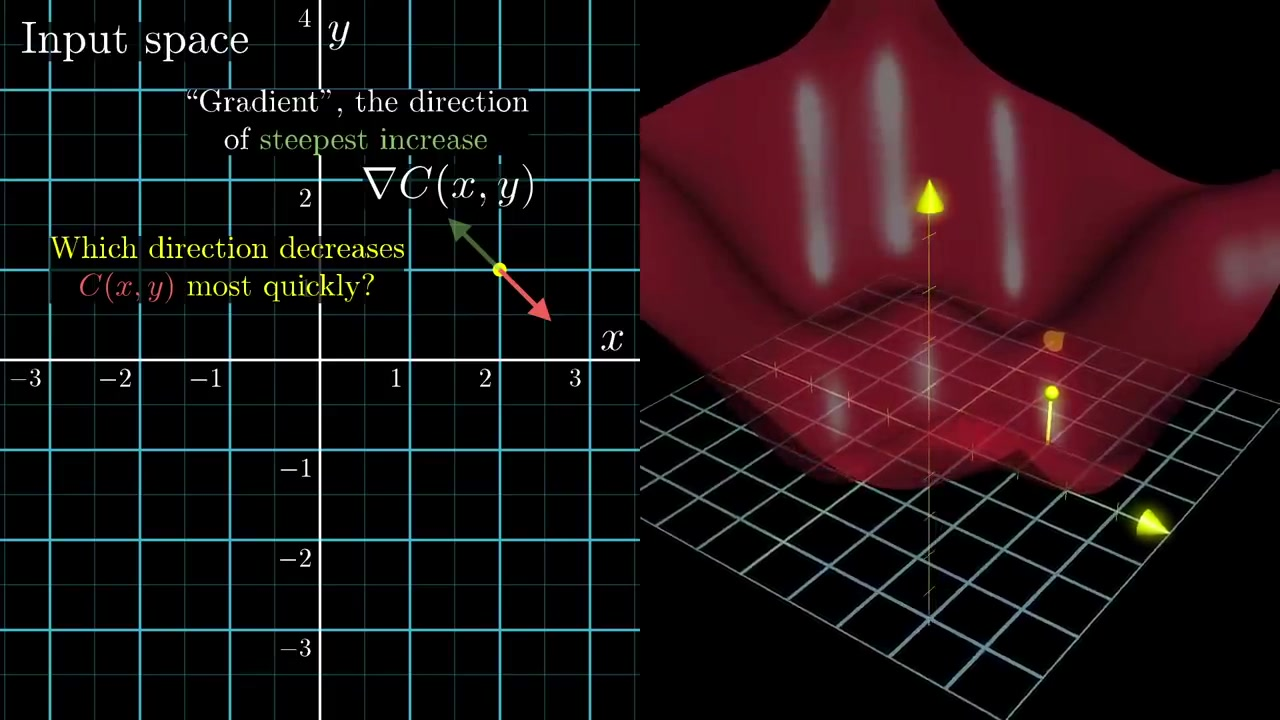 Input space
4
y
“Gradient”, the direction
of steepest increase
∇C(x, y)
2
Which direction decreases
C(x, y) most quickly?
x
−3 −2 −1 1 2 3
−1
−2
−3